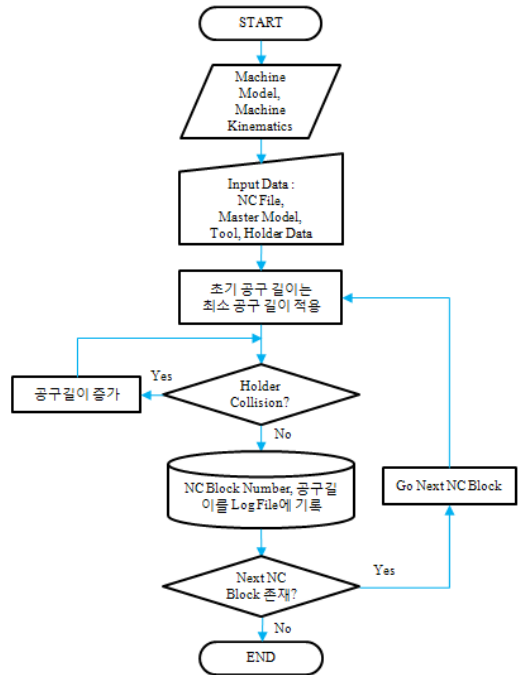 START
Machine
Model,
Machine
Kinematics
Input Data :
NC File,
Master Model,
Tool, Holder Data
초기 공구 길이는
최소 공구 길이 적용
Yes
공구길이 증가
Holder
Collision?
No
NC Block Number, 공구길
이를 Log File에 기록
Go Next NC Block
Next NC
Block 존재?
Yes
No
END